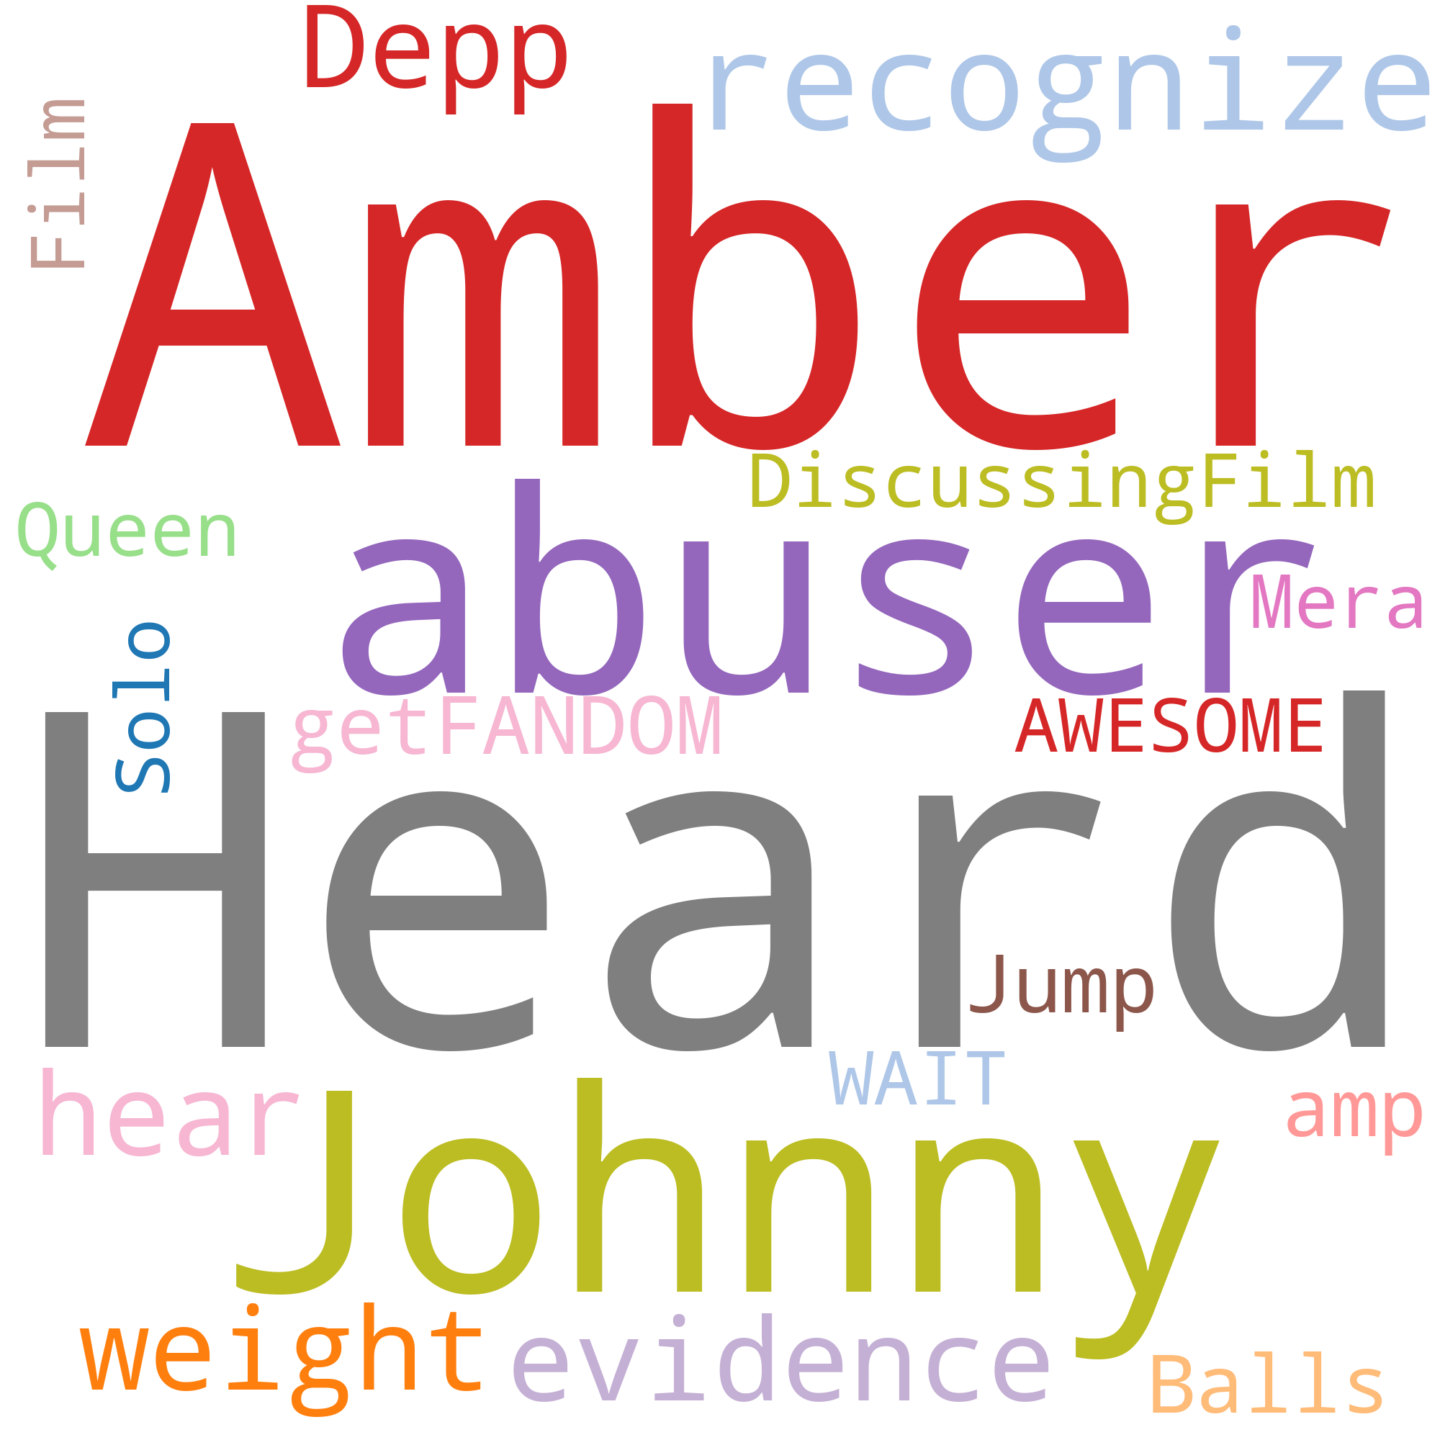 Depp
recognize
Film
Amber
DiscussingFilm
Queen
abuser
Mera
Solo
getFANDOM
AWESOME
Heard
Jump
WAIT
hear
amp
Johnny
weight
evidence
Balls